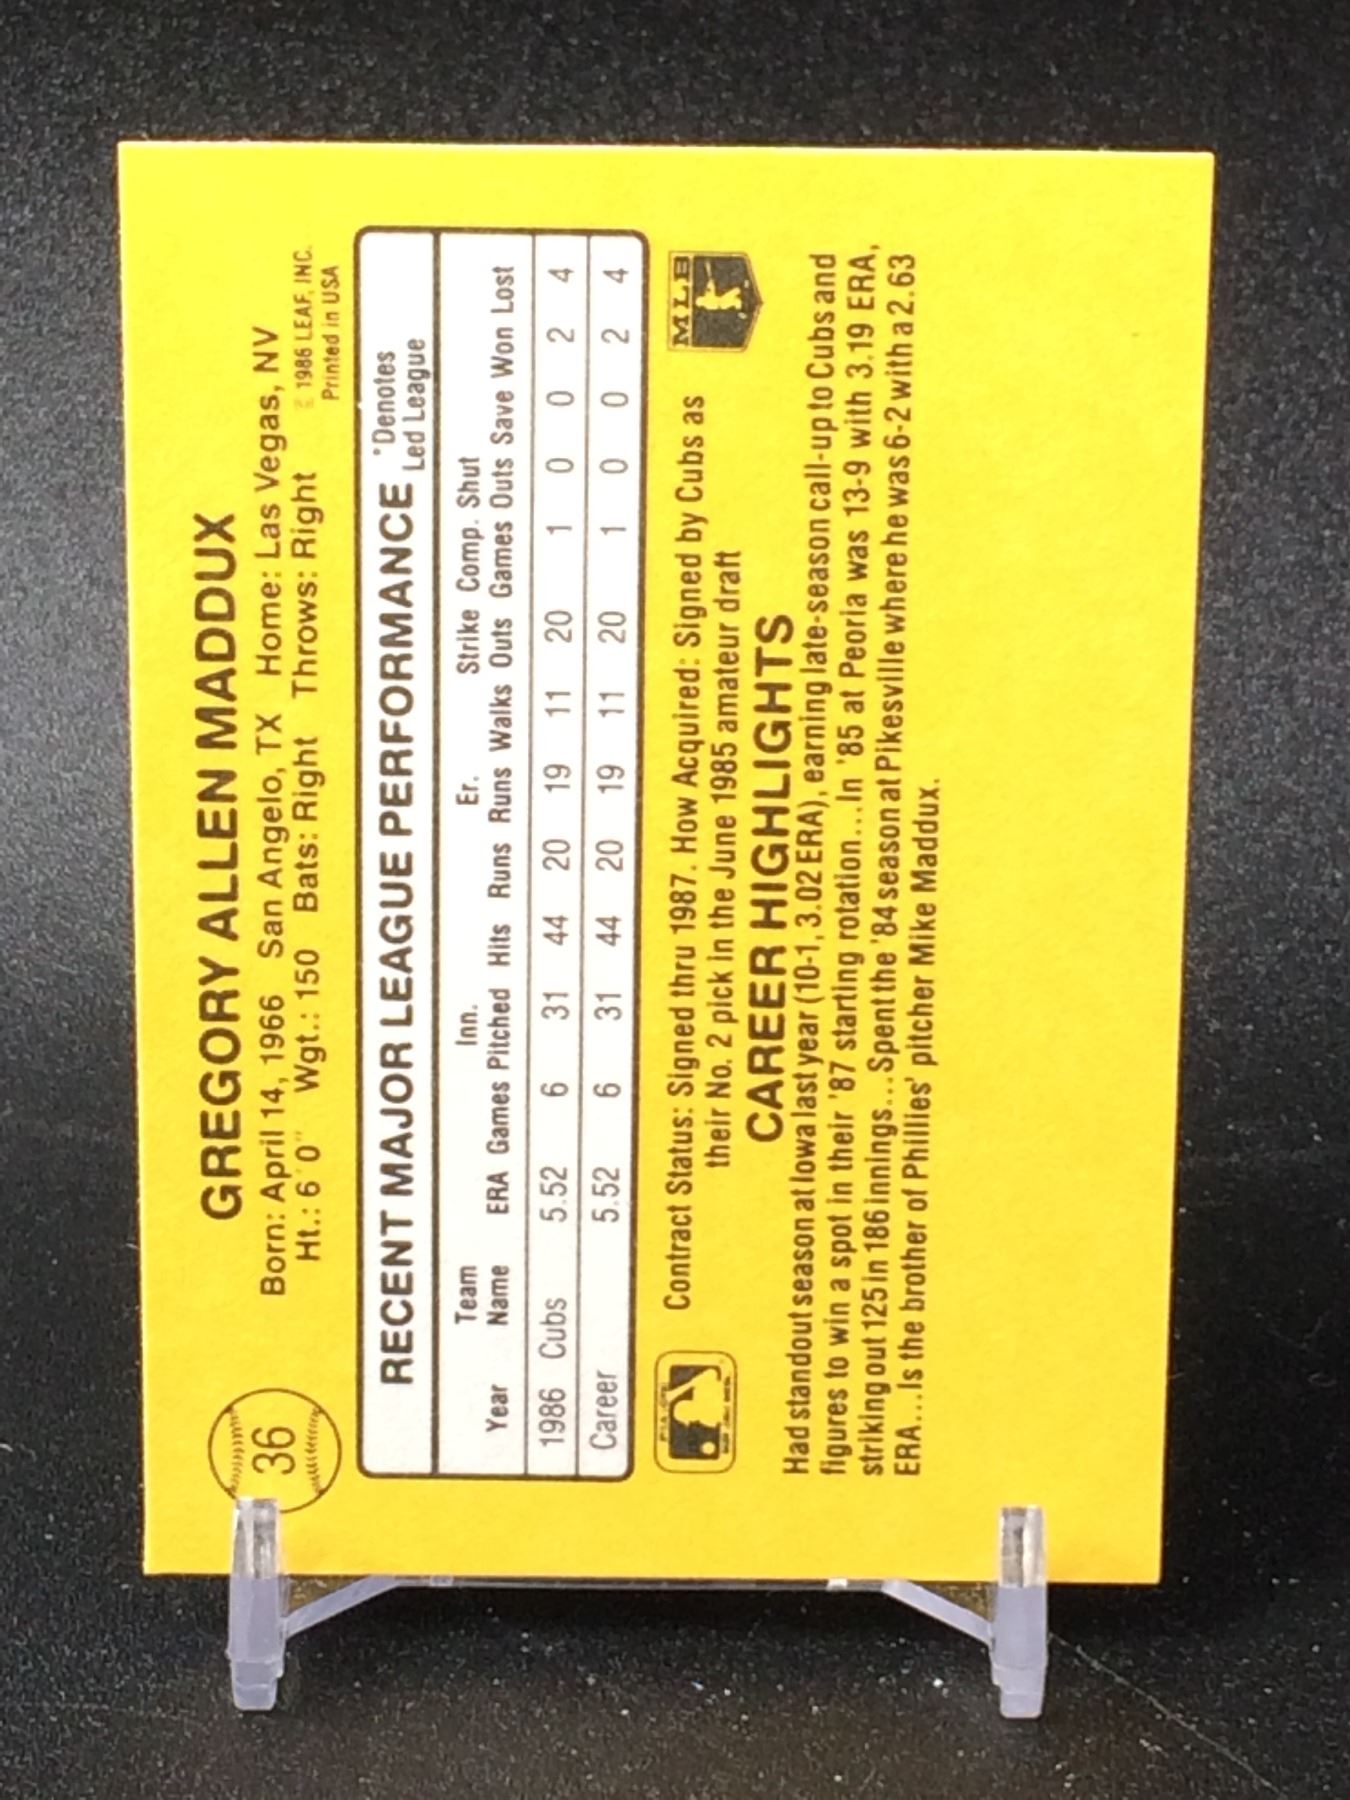 36
GREGORY ALLEN MADDUX
Born: April 14, 1966 San Angelo, TX Home: Las Vegas, NV
Ht.: 6'0" Wgt.: 150 Bats: Right Throws: Right
© 1986 LEAF, INC.
Printed in USA
RECENT MAJOR LEAGUE PERFORMANCE
*Denotes
Led League
Team Inn. Er. Strike Comp. Shut
Year Name ERA Games Pitched Hits Runs Runs Walks Outs Games Outs Save Won Lost
1986 Cubs 5.52 6 31 44 20 19 11 20 1 0 0 2 4
Career 5.52 6 31 44 20 19 11 20 1 0 0 2 4
Contract Status: Signed thru 1987. How Acquired: Signed by Cubs as
their No. 2 pick in the June 1985 amateur draft
MLB
CAREER HIGHLIGHTS
Had standout season at Iowa last year (10-1, 3.02 ERA), earning late-season call-up to Cubs and
figures to win a spot in their '87 starting rotation...In '85 at Peoria was 13-9 with 3.19 ERA,
striking out 125 in 186 innings...Spent the '84 season at Pikesville where he was 6-2 with a 2.63
ERA...Is the brother of Phillies' pitcher Mike Maddux.